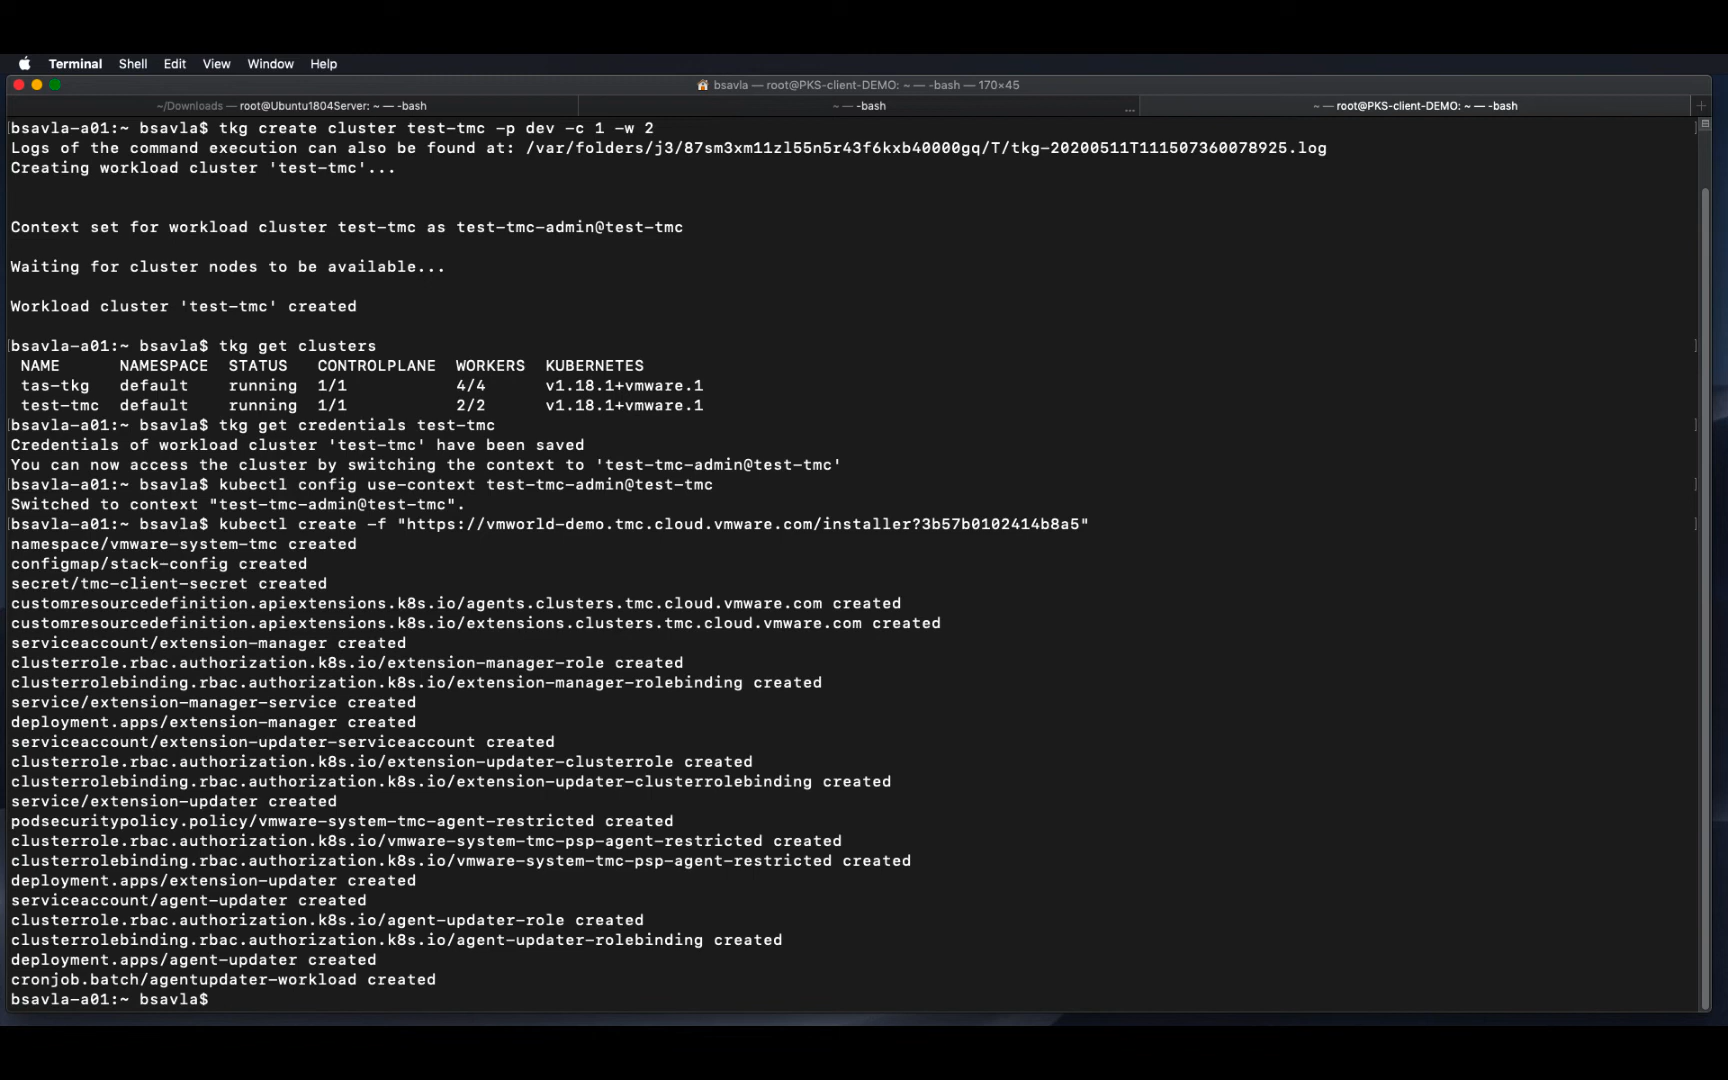 Terminal Shell Edit View Window Help
bsavla — root@PKS-client-DEMO: ~ — -bash — 170×45
~/Downloads — root@Ubuntu1804Server: ~ — -bash
~ — -bash
...
~ — root@PKS-client-DEMO: ~ — -bash
+
[bsavla-a01:~ bsavla$ tkg create cluster test-tmc -p dev -c 1 -w 2 ]
Logs of the command execution can also be found at: /var/folders/j3/87sm3xm11zl55n5r43f6kxb40000gq/T/tkg-20200511T111507360078925.log
Creating workload cluster 'test-tmc'...
Context set for workload cluster test-tmc as test-tmc-admin@test-tmc
Waiting for cluster nodes to be available...
Workload cluster 'test-tmc' created
[bsavla-a01:~ bsavla$ tkg get clusters ]
NAME NAMESPACE STATUS CONTROLPLANE WORKERS KUBERNETES
tas-tkg default running 1/1 4/4 v1.18.1+vmware.1
test-tmc default running 1/1 2/2 v1.18.1+vmware.1
[bsavla-a01:~ bsavla$ tkg get credentials test-tmc ]
Credentials of workload cluster 'test-tmc' have been saved
You can now access the cluster by switching the context to 'test-tmc-admin@test-tmc'
[bsavla-a01:~ bsavla$ kubectl config use-context test-tmc-admin@test-tmc ]
Switched to context "test-tmc-admin@test-tmc".
[bsavla-a01:~ bsavla$ kubectl create -f "https://vmworld-demo.tmc.cloud.vmware.com/installer?3b57b0102414b8a5" ]
namespace/vmware-system-tmc created
configmap/stack-config created
secret/tmc-client-secret created
customresourcedefinition.apiextensions.k8s.io/agents.clusters.tmc.cloud.vmware.com created
customresourcedefinition.apiextensions.k8s.io/extensions.clusters.tmc.cloud.vmware.com created
serviceaccount/extension-manager created
clusterrole.rbac.authorization.k8s.io/extension-manager-role created
clusterrolebinding.rbac.authorization.k8s.io/extension-manager-rolebinding created
service/extension-manager-service created
deployment.apps/extension-manager created
serviceaccount/extension-updater-serviceaccount created
clusterrole.rbac.authorization.k8s.io/extension-updater-clusterrole created
clusterrolebinding.rbac.authorization.k8s.io/extension-updater-clusterrolebinding created
service/extension-updater created
podsecuritypolicy.policy/vmware-system-tmc-agent-restricted created
clusterrole.rbac.authorization.k8s.io/vmware-system-tmc-psp-agent-restricted created
clusterrolebinding.rbac.authorization.k8s.io/vmware-system-tmc-psp-agent-restricted created
deployment.apps/extension-updater created
serviceaccount/agent-updater created
clusterrole.rbac.authorization.k8s.io/agent-updater-role created
clusterrolebinding.rbac.authorization.k8s.io/agent-updater-rolebinding created
deployment.apps/agent-updater created
cronjob.batch/agentupdater-workload created
bsavla-a01:~ bsavla$